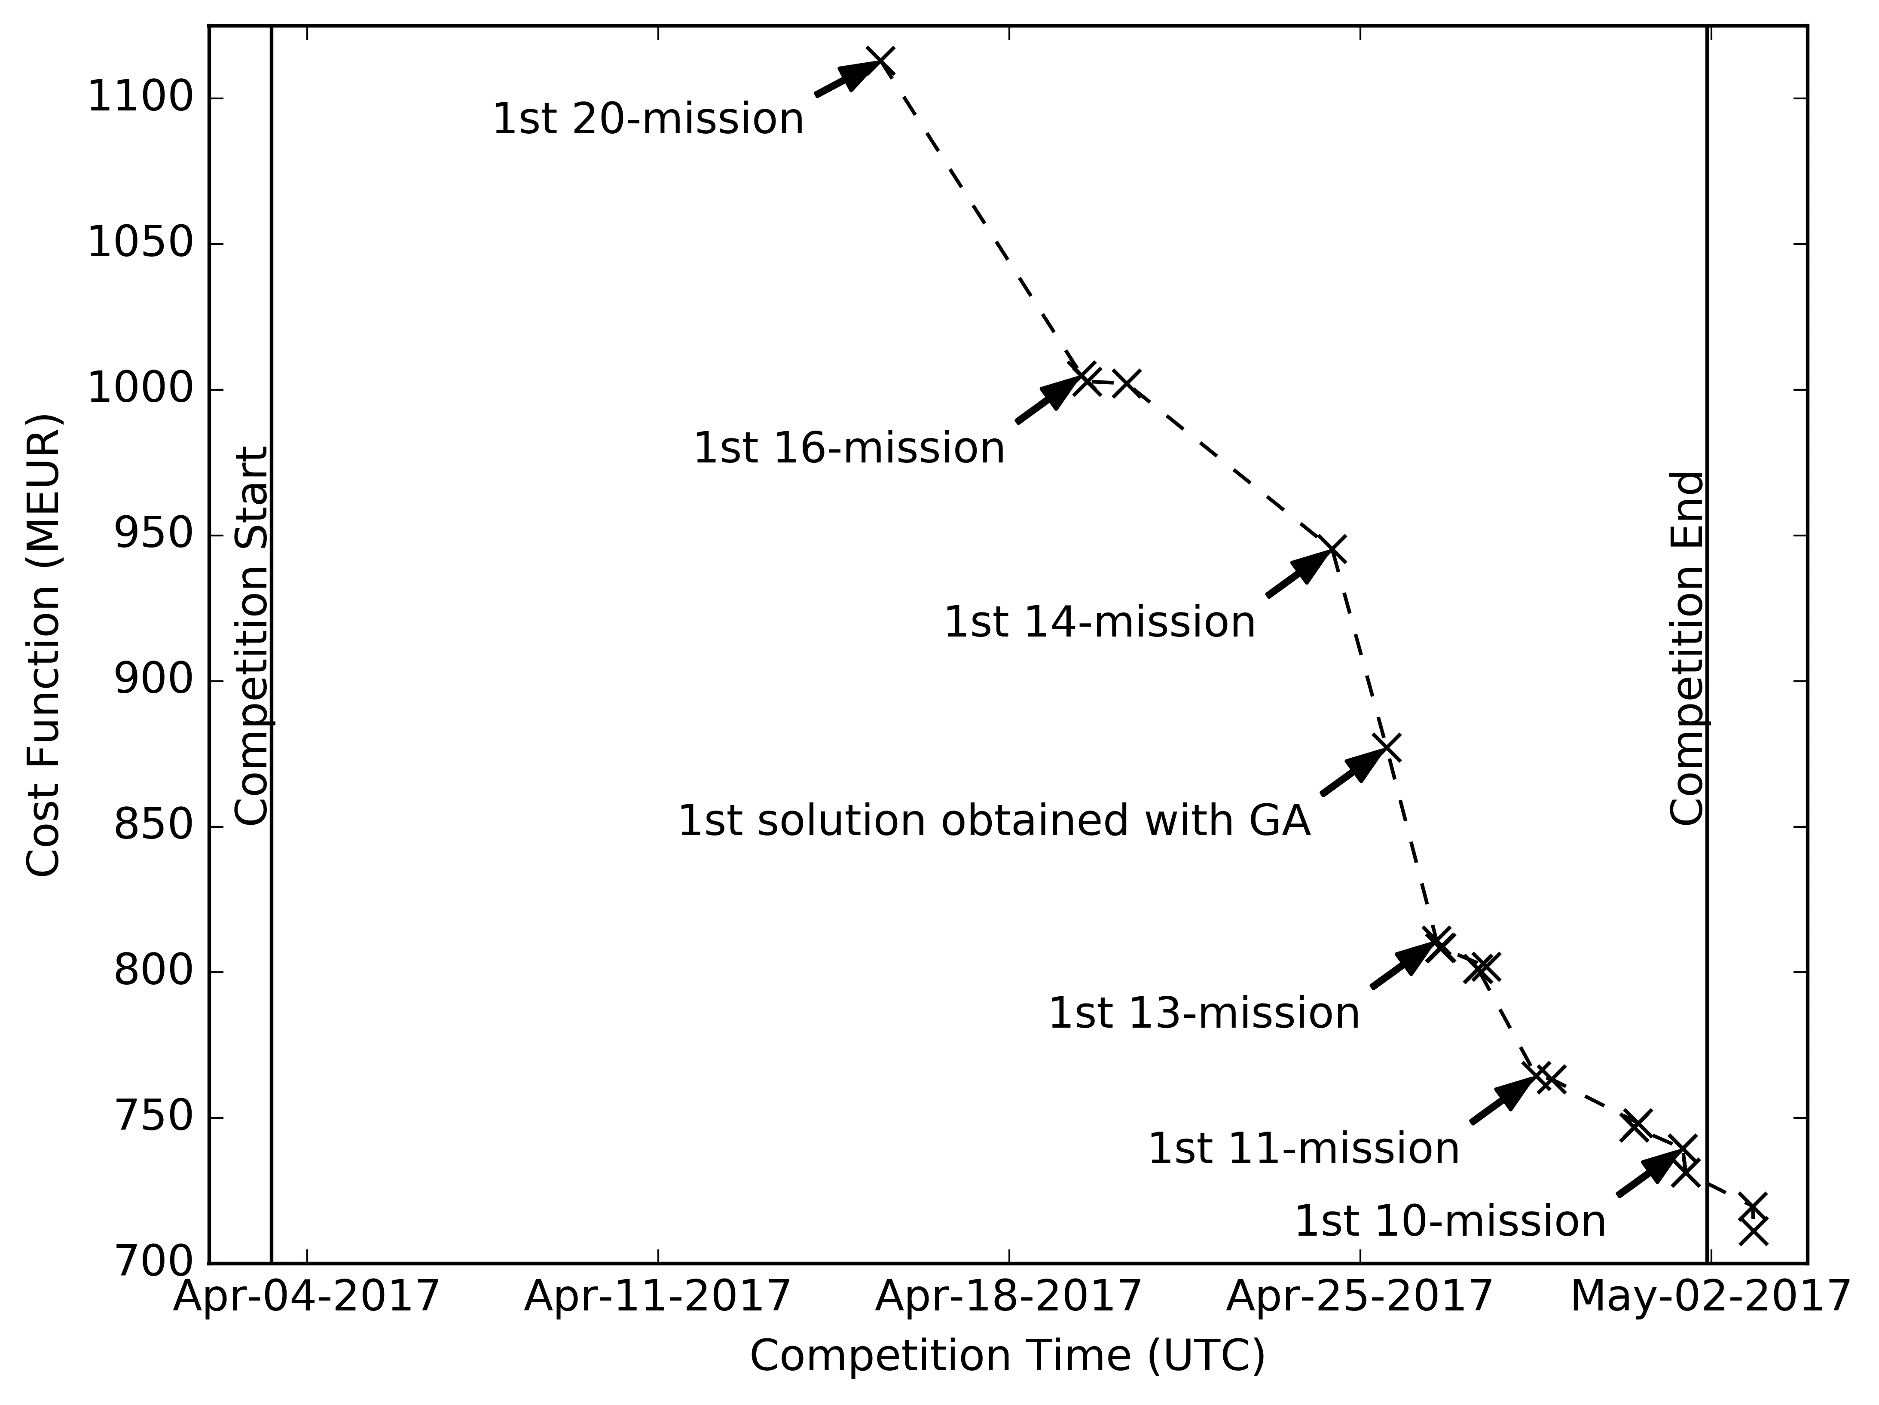 1100
1050
1000
950
900
850
800
750
700
Cost Function (MEUR)
Competition Start
1st 20-mission
1st 16-mission
1st 14-mission
1st solution obtained with GA
1st 13-mission
1st 11-mission
1st 10-mission
Competition End
Apr-04-2017
Apr-11-2017
Apr-18-2017
Apr-25-2017
May-02-2017
Competition Time (UTC)